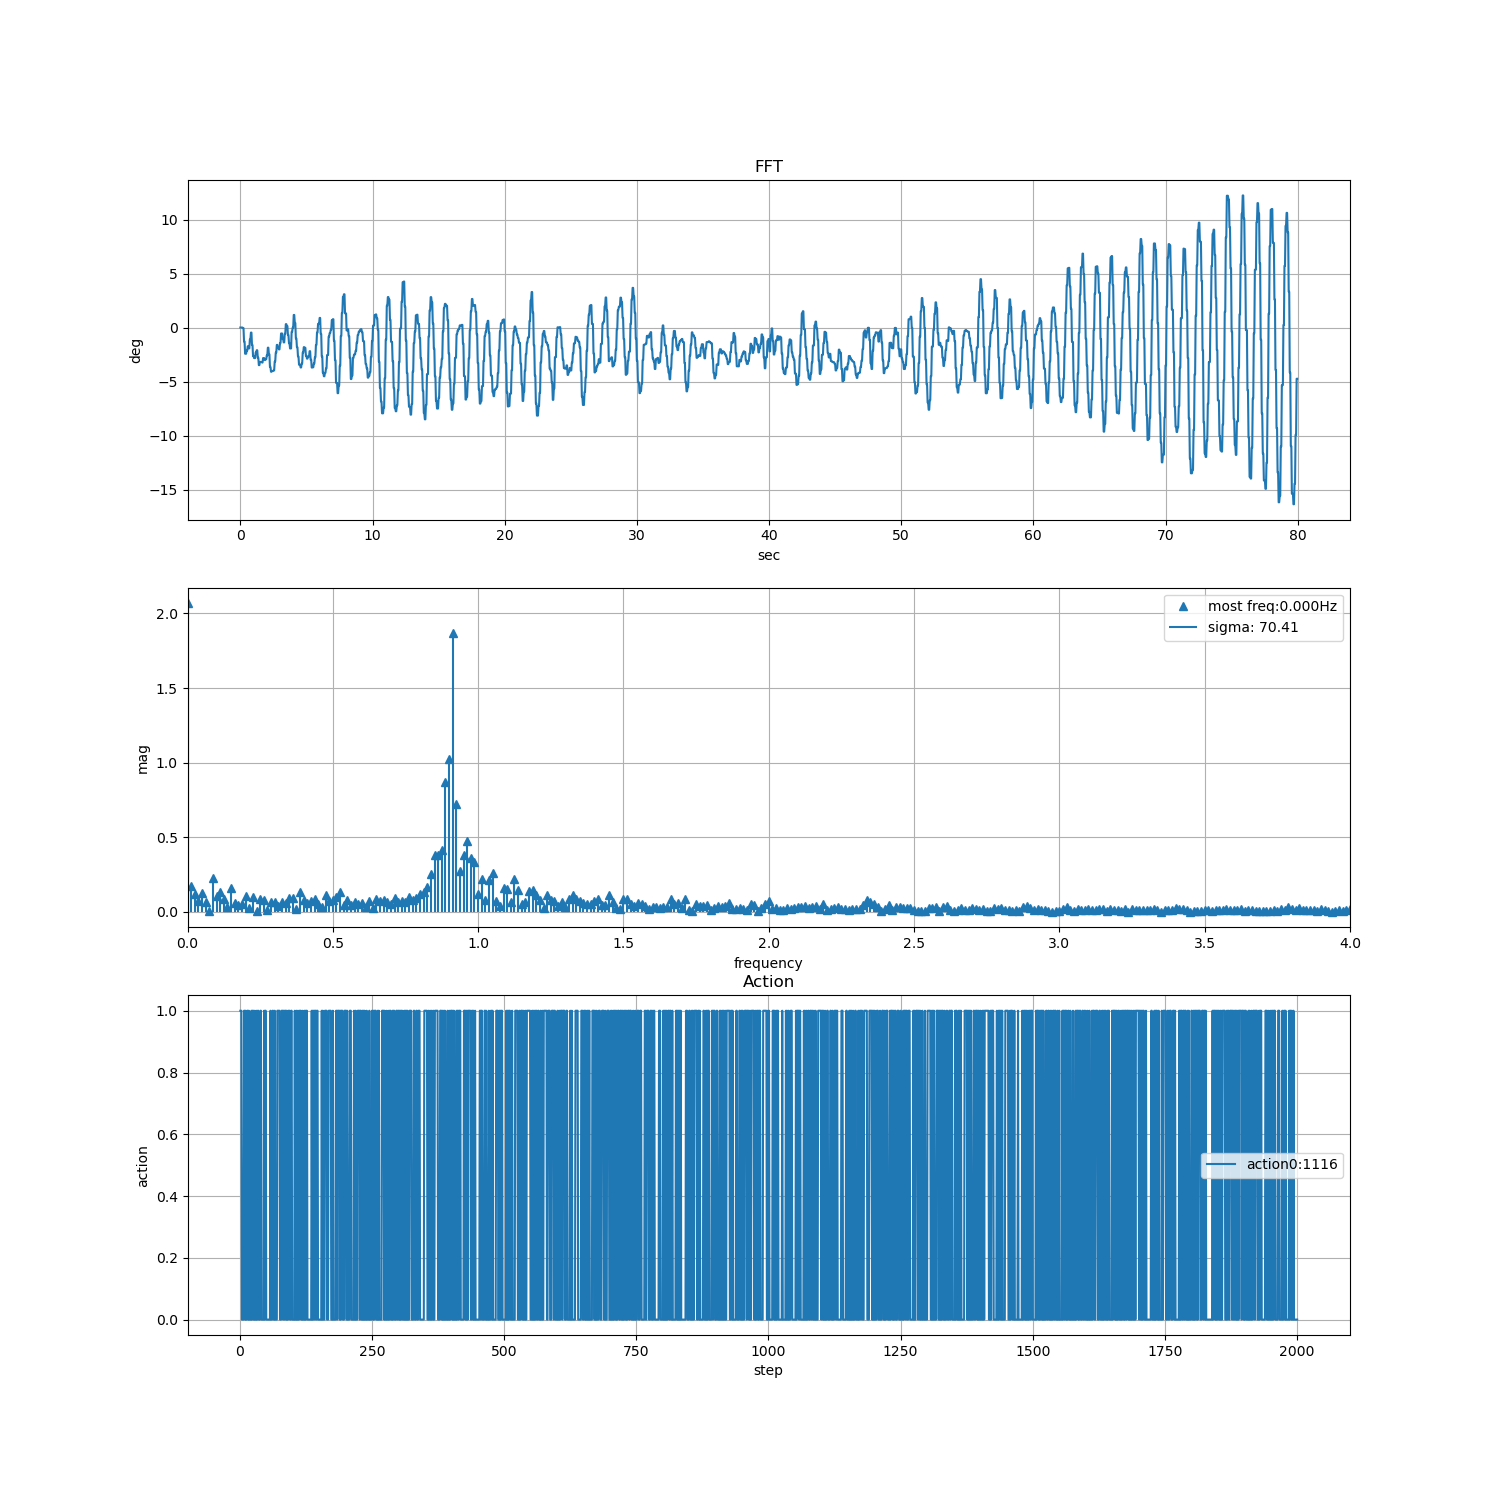 FFT
deg
10
5
0
−5
−10
−15
0 10 20 30 40 50 60 70 80
sec
mag
2.0
1.5
1.0
0.5
0.0
most freq:0.000Hz
sigma: 70.41
0.0 0.5 1.0 1.5 2.0 2.5 3.0 3.5 4.0
frequency
Action
action
1.0
0.8
0.6
0.4
0.2
0.0
action0:1116
0 250 500 750 1000 1250 1500 1750 2000
step